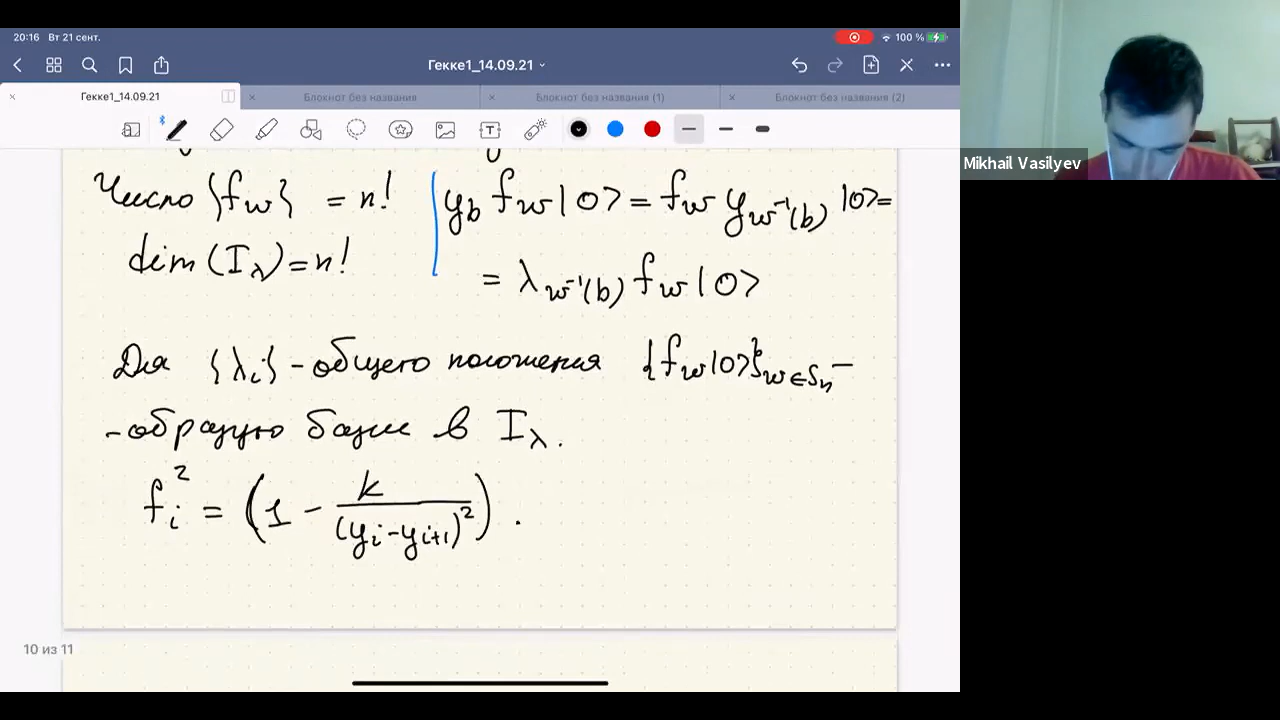 20:16 Вт 21 сент.
100 %
Гекке1_14.09.21
Гекке1_14.09.21
Блокнот без названия
Блокнот без названия (1)
Блокнот без названия (2)
Mikhail Vasilyev
Число {f_w} = n!
y_b f_w |0> = f_w y_{w^{-1}(b)} |0> =
dim (I_λ) = n!
= λ_{w^{-1}(b)} f_w |0>
Для {λ_i} - общего положения {f_w |0>}_{w∈S_n} -
- образую базис в I_λ.
f_i^2 = (1 - k/(y_i - y_{i+1})^2) .
10 из 11